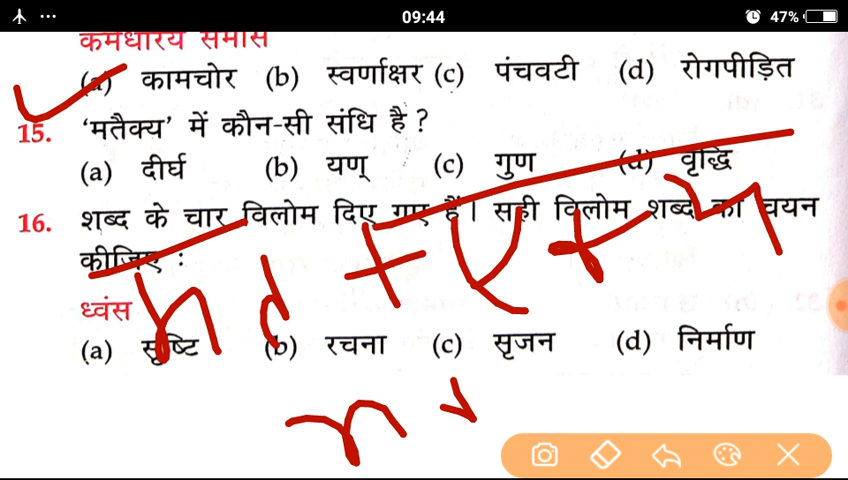 09:44
47%
कर्मधारय समास
(a) कामचोर (b) स्वर्णाक्षर (c) पंचवटी (d) रोगपीड़ित
15. ‘मतैक्य’ में कौन-सी संधि है ?
(a) दीर्घ (b) यण् (c) गुण (d) वृद्धि
16. शब्द के चार विलोम दिए गए हैं। सही विलोम शब्द का चयन
कीजिए :
ध्वंस
(a) सृष्टि (b) रचना (c) सृजन (d) निर्माण